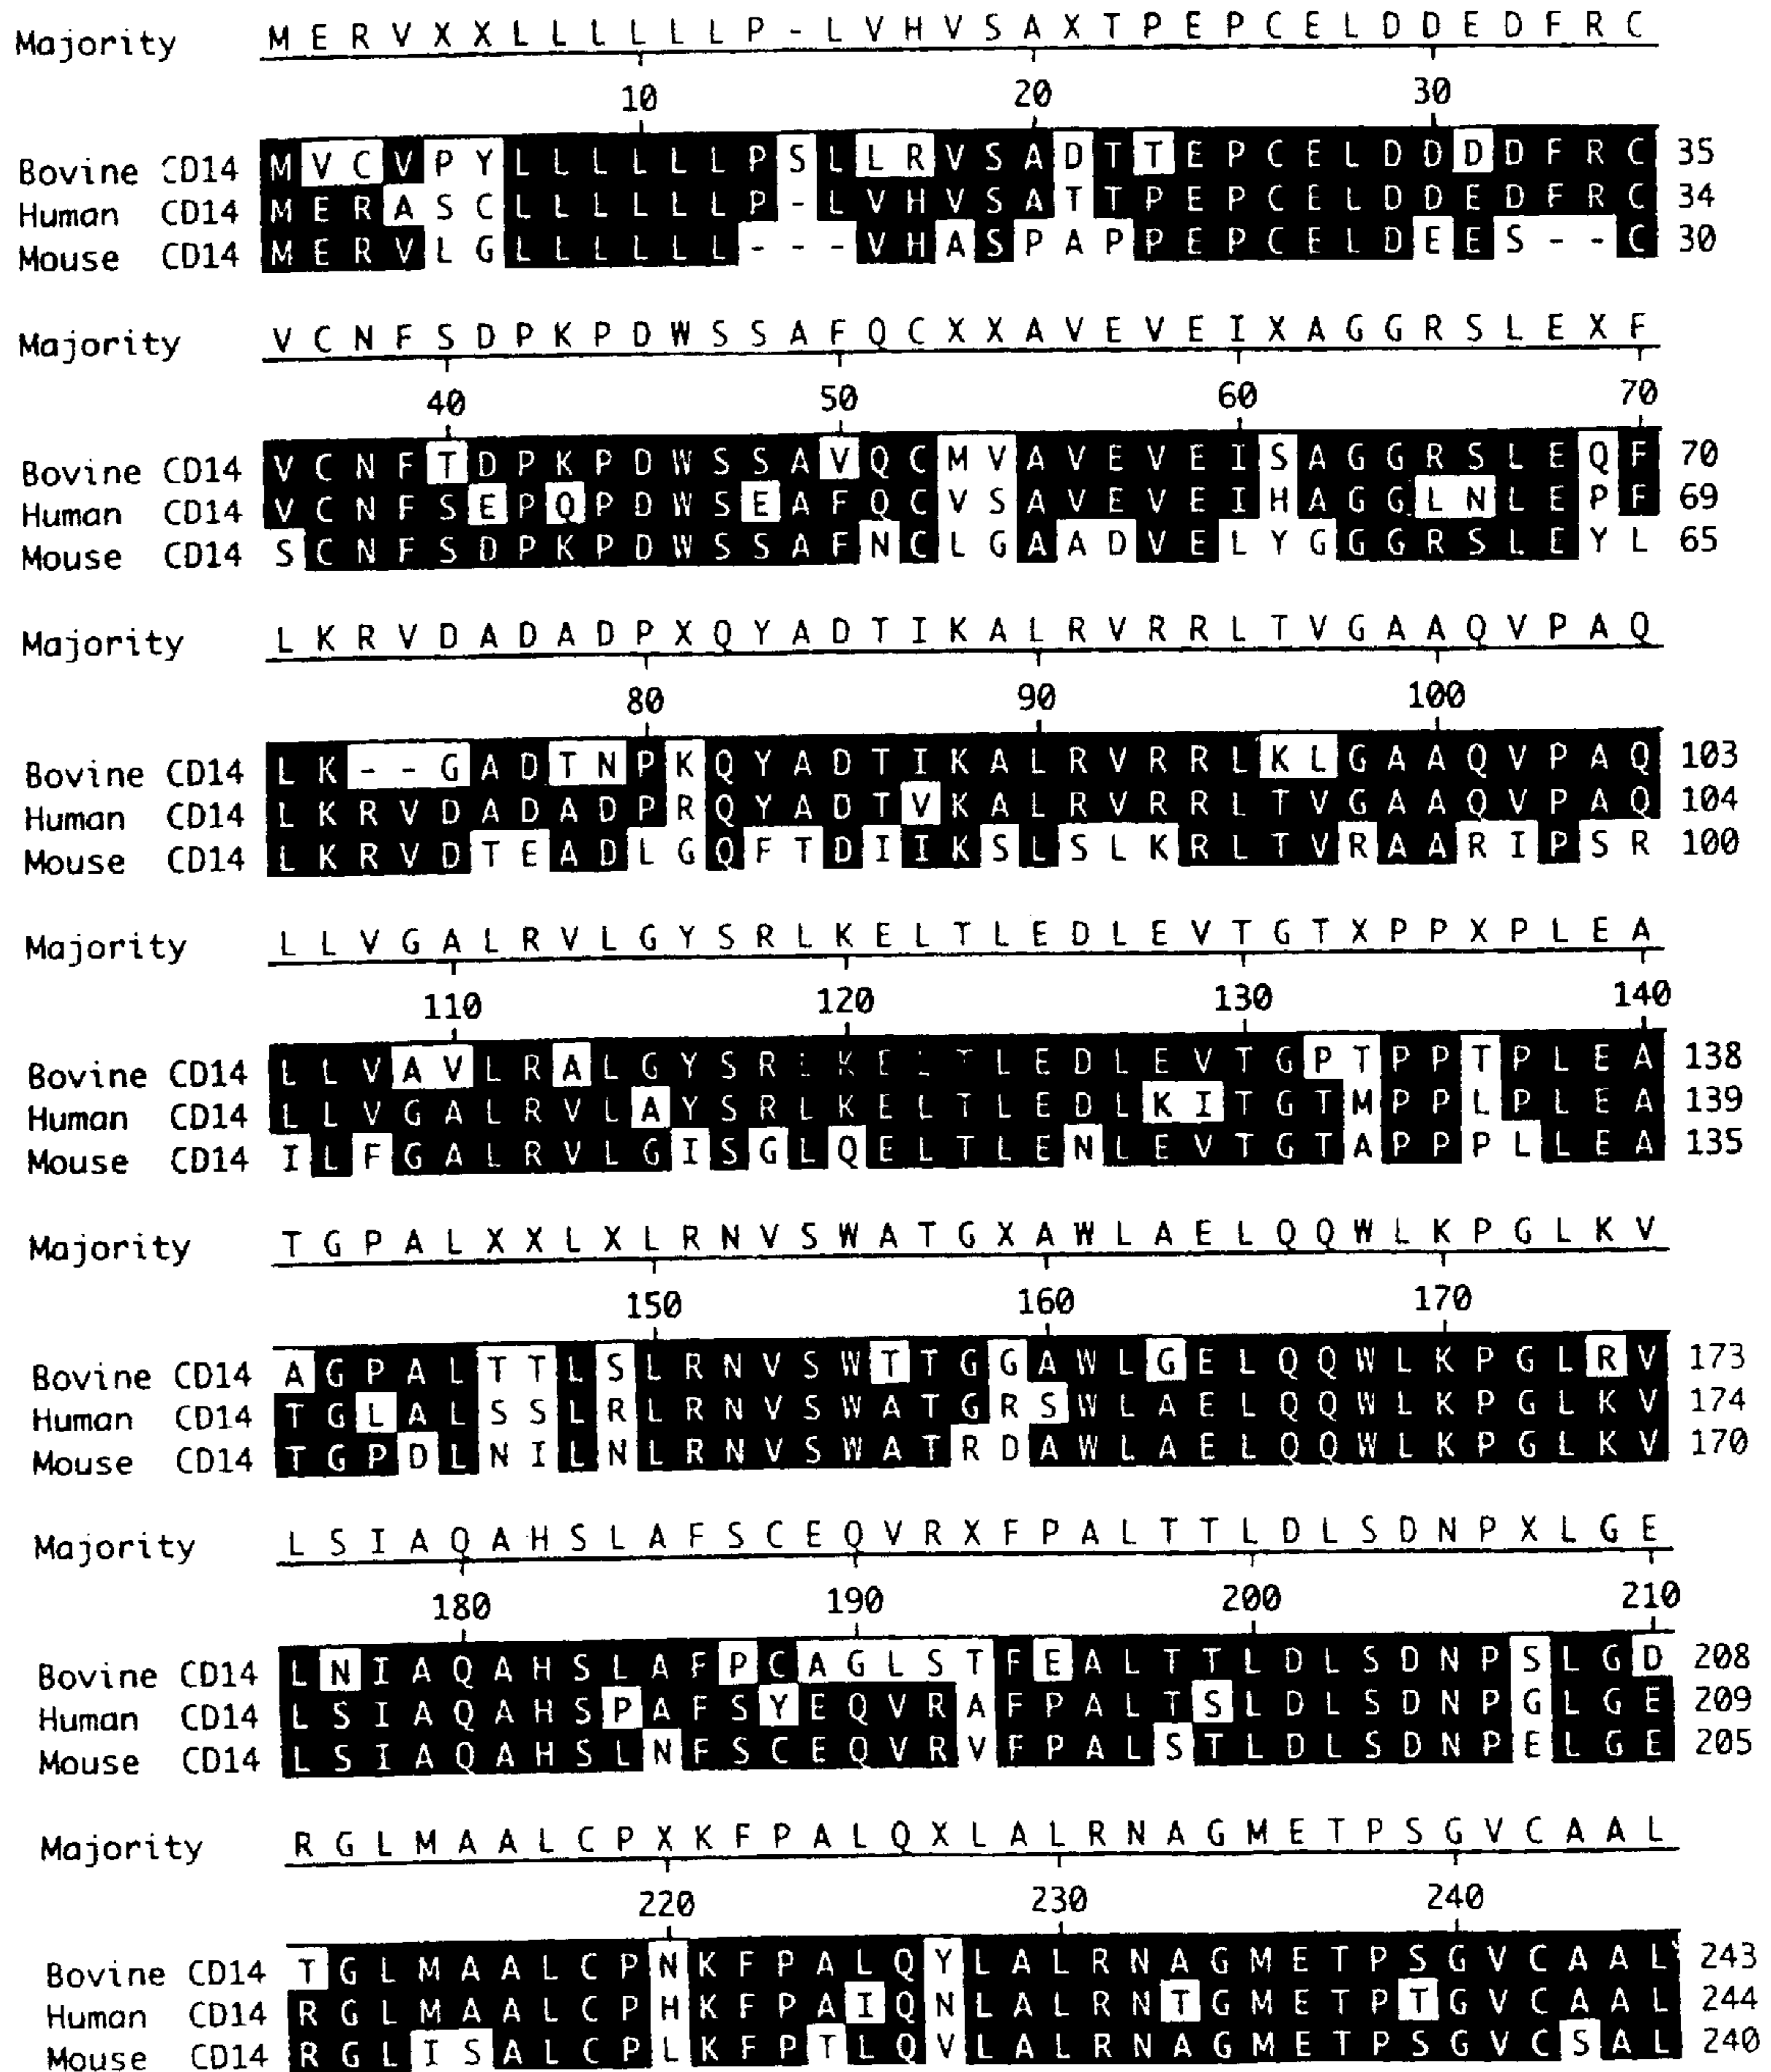 Majority M E R V X X L L L L L L P - L V H V S A X T P E P C E L D D E D F R C
10 20 30
Bovine CD14 M V C V P Y L L L L L L P S L L R V S A D T T E P C E L D D D D F R C 35
Human CD14 M E R A S C L L L L L L P - L V H V S A T T P E P C E L D D E D F R C 34
Mouse CD14 M E R V L G L L L L L L - - - V H A S P A P P E P C E L D E E S - - C 30
Majority V C N F S D P K P D W S S A F Q C X X A V E V E I X A G G R S L E X F
40 50 60 70
Bovine CD14 V C N F T D P K P D W S S A V Q C M V A V E V E I S A G G R S L E Q F 70
Human CD14 V C N F S E P Q P D W S E A F Q C V S A V E V E I H A G G L N L E P F 69
Mouse CD14 S C N F S D P K P D W S S A F N C L G A A D V E L Y G G G R S L E Y L 65
Majority L K R V D A D A D P X Q Y A D T I K A L R V R R L T V G A A Q V P A Q
80 90 100
Bovine CD14 L K - - G A D T N P K Q Y A D T I K A L R V R R L K L G A A Q V P A Q 103
Human CD14 L K R V D A D A D P R Q Y A D T V K A L R V R R L T V G A A Q V P A Q 104
Mouse CD14 L K R V D T E A D L G Q F T D I I K S L S L K R L T V R A A R I P S R 100
Majority L L V G A L R V L G Y S R L K E L T L E D L E V T G T X P P X P L E A
110 120 130 140
Bovine CD14 L L V A V L R A L G Y S R L K E L T L E D L E V T G P T P P T P L E A 138
Human CD14 L L V G A L R V L A Y S R L K E L T L E D L K I T G T M P P L P L E A 139
Mouse CD14 I L F G A L R V L G I S G L Q E L T L E N L E V T G T A P P P L L E A 135
Majority T G P A L X X L X L R N V S W A T G X A W L A E L Q Q W L K P G L K V
150 160 170
Bovine CD14 A G P A L T T L S L R N V S W T T G G A W L G E L Q Q W L K P G L R V 173
Human CD14 T G L A L S S L R L R N V S W A T G R S W L A E L Q Q W L K P G L K V 174
Mouse CD14 T G P D L N I L N L R N V S W A T R D A W L A E L Q Q W L K P G L K V 170
Majority L S I A Q A H S L A F S C E Q V R X F P A L T T L D L S D N P X L G E
180 190 200 210
Bovine CD14 L N I A Q A H S L A F P C A G L S T F E A L T T L D L S D N P S L G D 208
Human CD14 L S I A Q A H S P A F S Y E Q V R A F P A L T S L D L S D N P G L G E 209
Mouse CD14 L S I A Q A H S L N F S C E Q V R V F P A L S T L D L S D N P E L G E 205
Majority R G L M A A L C P X K F P A L Q X L A L R N A G M E T P S G V C A A L
220 230 240
Bovine CD14 T G L M A A L C P N K F P A L Q Y L A L R N A G M E T P S G V C A A L 243
Human CD14 R G L M A A L C P H K F P A I Q N L A L R N T G M E T P T G V C A A L 244
Mouse CD14 R G L I S A L C P L K F P T L Q V L A L R N A G M E T P S G V C S A L 240